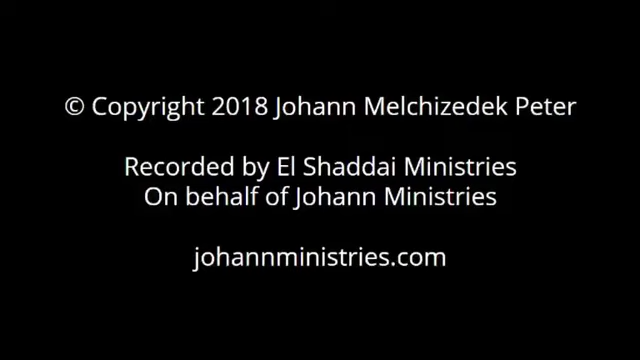 © Copyright 2018 Johann Melchizedek Peter
Recorded by El Shaddai Ministries
On behalf of Johann Ministries
johannministries.com